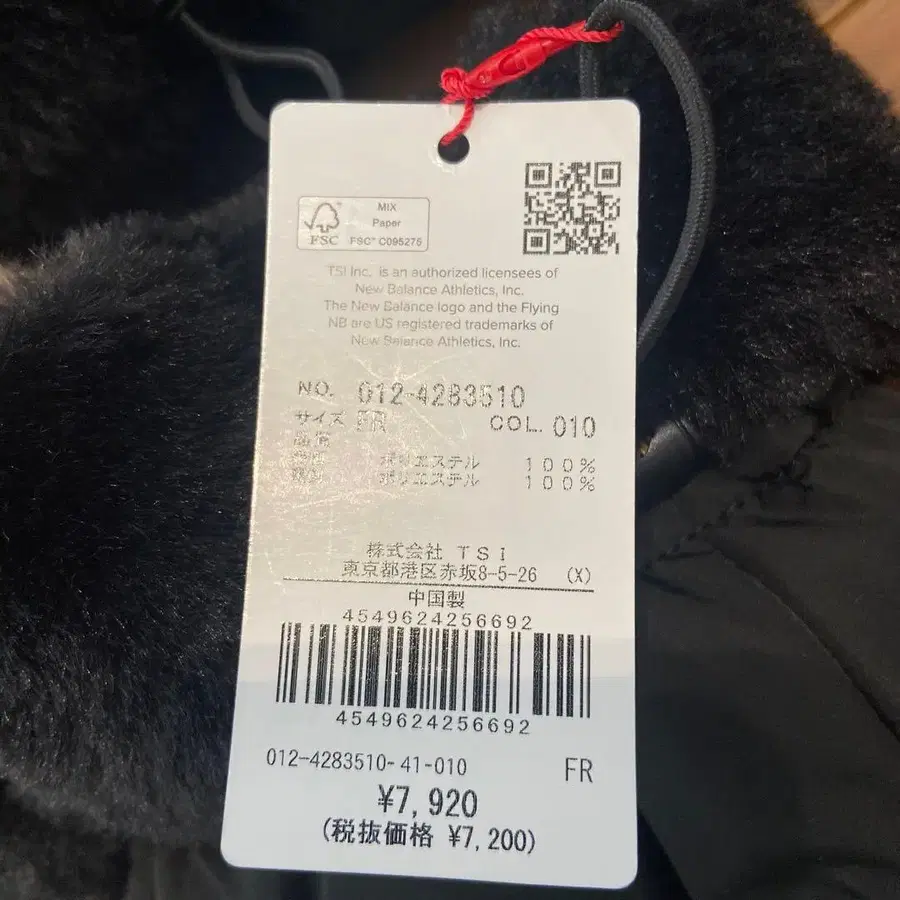 MIX
Paper
FSC
FSC® C095275
TSI Inc. is an authorized licensees of
New Balance Athletics, Inc.
The New Balance logo and the Flying
NB are US registered trademarks of
New Balance Athletics, Inc.
NO. 012-4283510
サイズ FR COL. 010
ポリエステル 100%
ポリエステル 100%
株式会社 TSI
東京都港区赤坂8-5-26 (X)
中国製
4549624256692
4549624256692
012-4283510-41-010 FR
¥7,920
(税抜価格 ¥7,200)